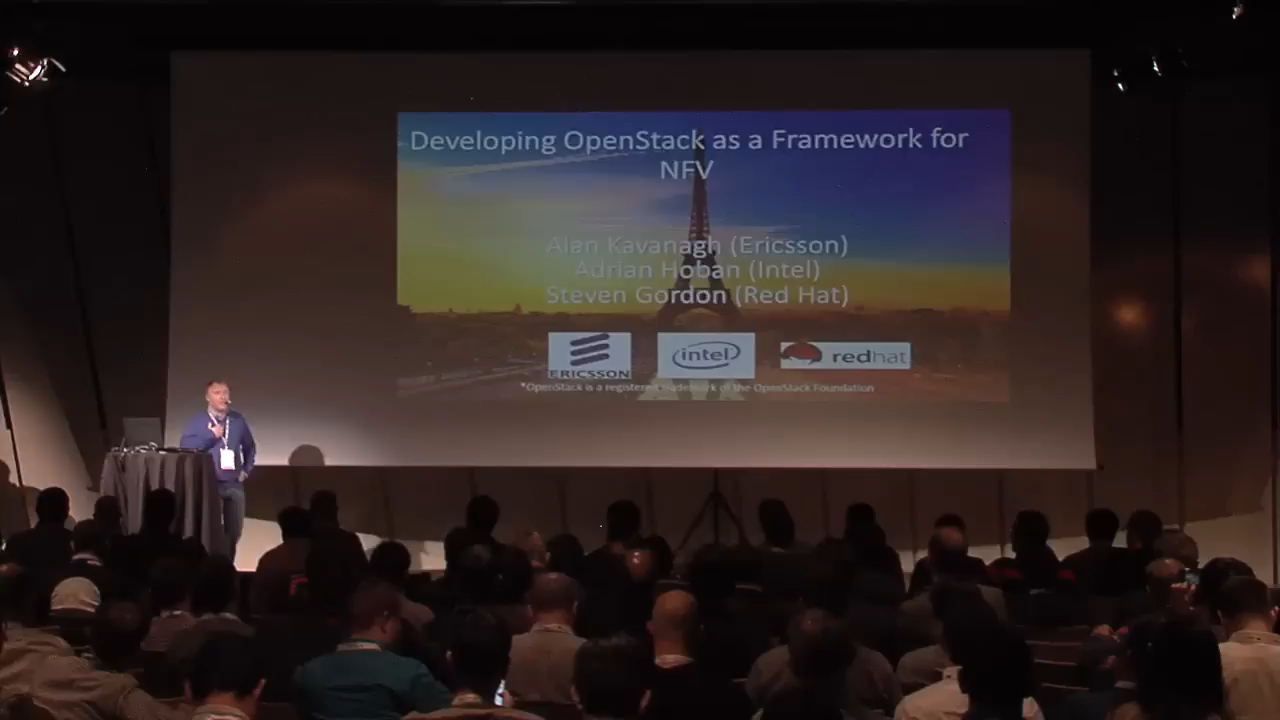 Developing OpenStack as a Framework for
NFV
Alan Kavanagh (Ericsson)
Adrian Hoban (Intel)
Steven Gordon (Red Hat)
ERICSSON
intel
redhat
*OpenStack is a registered trademark of the OpenStack Foundation